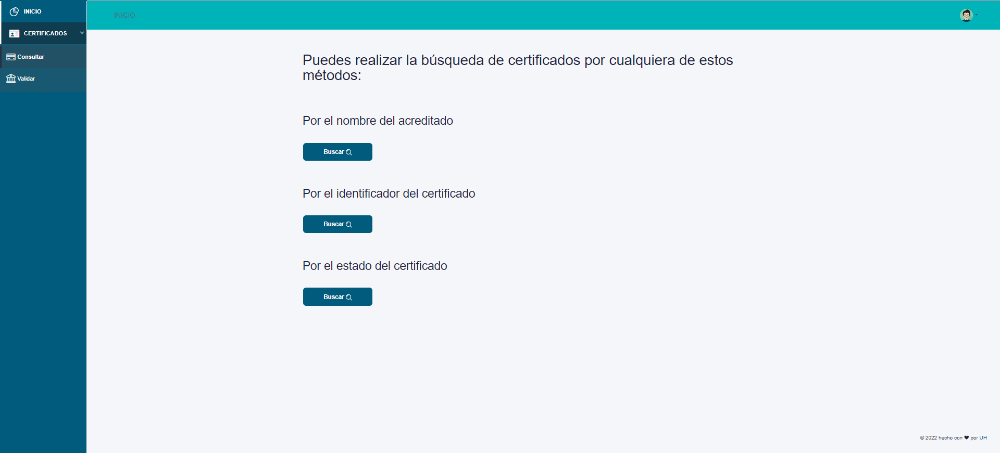 INICIO
CERTIFICADOS
Consultar
Validar
INICIO
Puedes realizar la búsqueda de certificados por cualquiera de estos
métodos:
Por el nombre del acreditado
Buscar
Por el identificador del certificado
Buscar
Por el estado del certificado
Buscar
© 2022 hecho con ♥ por UH